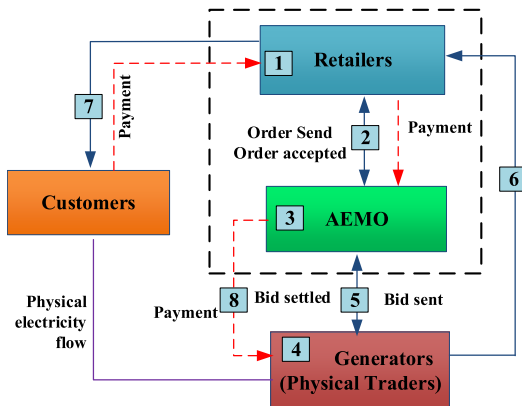 1
Retailers
7
Payment
2
Order Send
Order accepted
Payment
6
Customers
3
AEMO
Physical
electricity
flow
Payment
8
Bid settled
5
Bid sent
4
Generators
(Physical Traders)